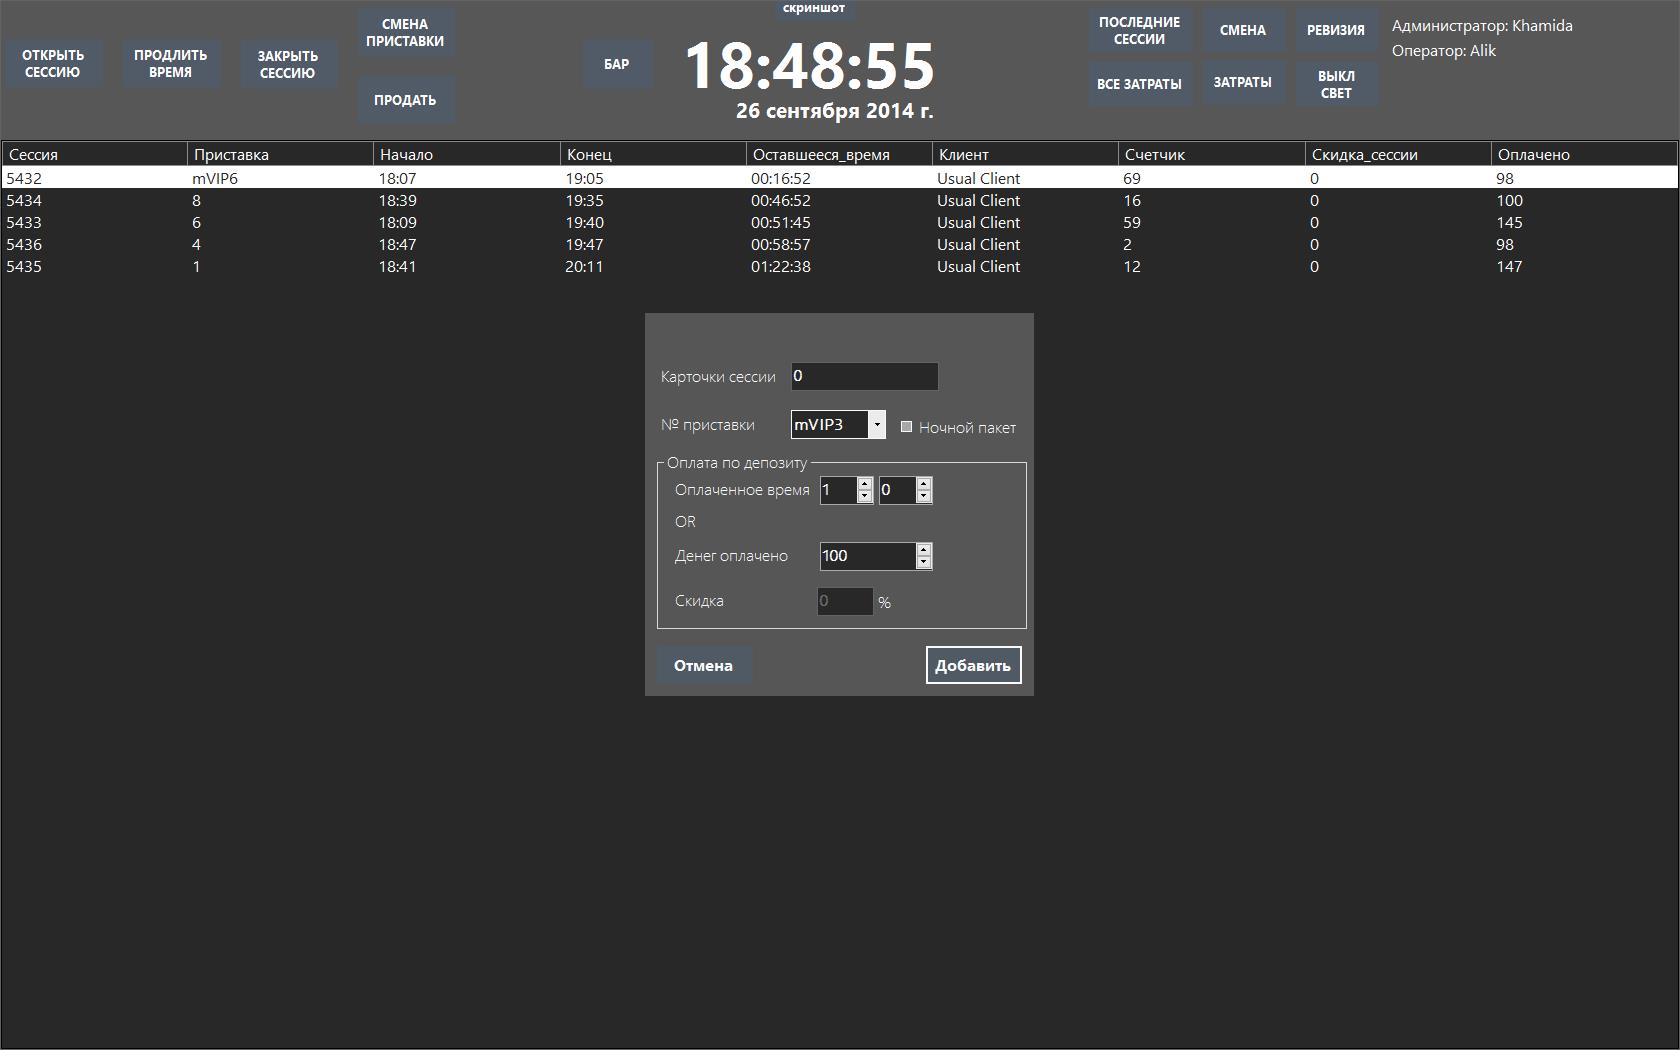 скриншот
ОТКРЫТЬ
СЕССИЮ
ПРОДЛИТЬ
ВРЕМЯ
ЗАКРЫТЬ
СЕССИЮ
СМЕНА
ПРИСТАВКИ
ПРОДАТЬ
БАР
18:48:55
26 сентября 2014 г.
ПОСЛЕДНИЕ
СЕССИИ
СМЕНА
РЕВИЗИЯ
ВСЕ ЗАТРАТЫ
ЗАТРАТЫ
ВЫКЛ
СВЕТ
Администратор: Khamida
Оператор: Alik
Сессия Приставка Начало Конец Оставшееся_время Клиент Счетчик Скидка_сессии Оплачено
5432 mVIP6 18:07 19:05 00:16:52 Usual Client 69 0 98
5434 8 18:39 19:35 00:46:52 Usual Client 16 0 100
5433 6 18:09 19:40 00:51:45 Usual Client 59 0 145
5436 4 18:47 19:47 00:58:57 Usual Client 2 0 98
5435 1 18:41 20:11 01:22:38 Usual Client 12 0 147
Карточки сессии 0
№ приставки mVIP3 Ночной пакет
Оплата по депозиту
Оплаченное время 1 0
OR
Денег оплачено 100
Скидка 0 %
Отмена Добавить